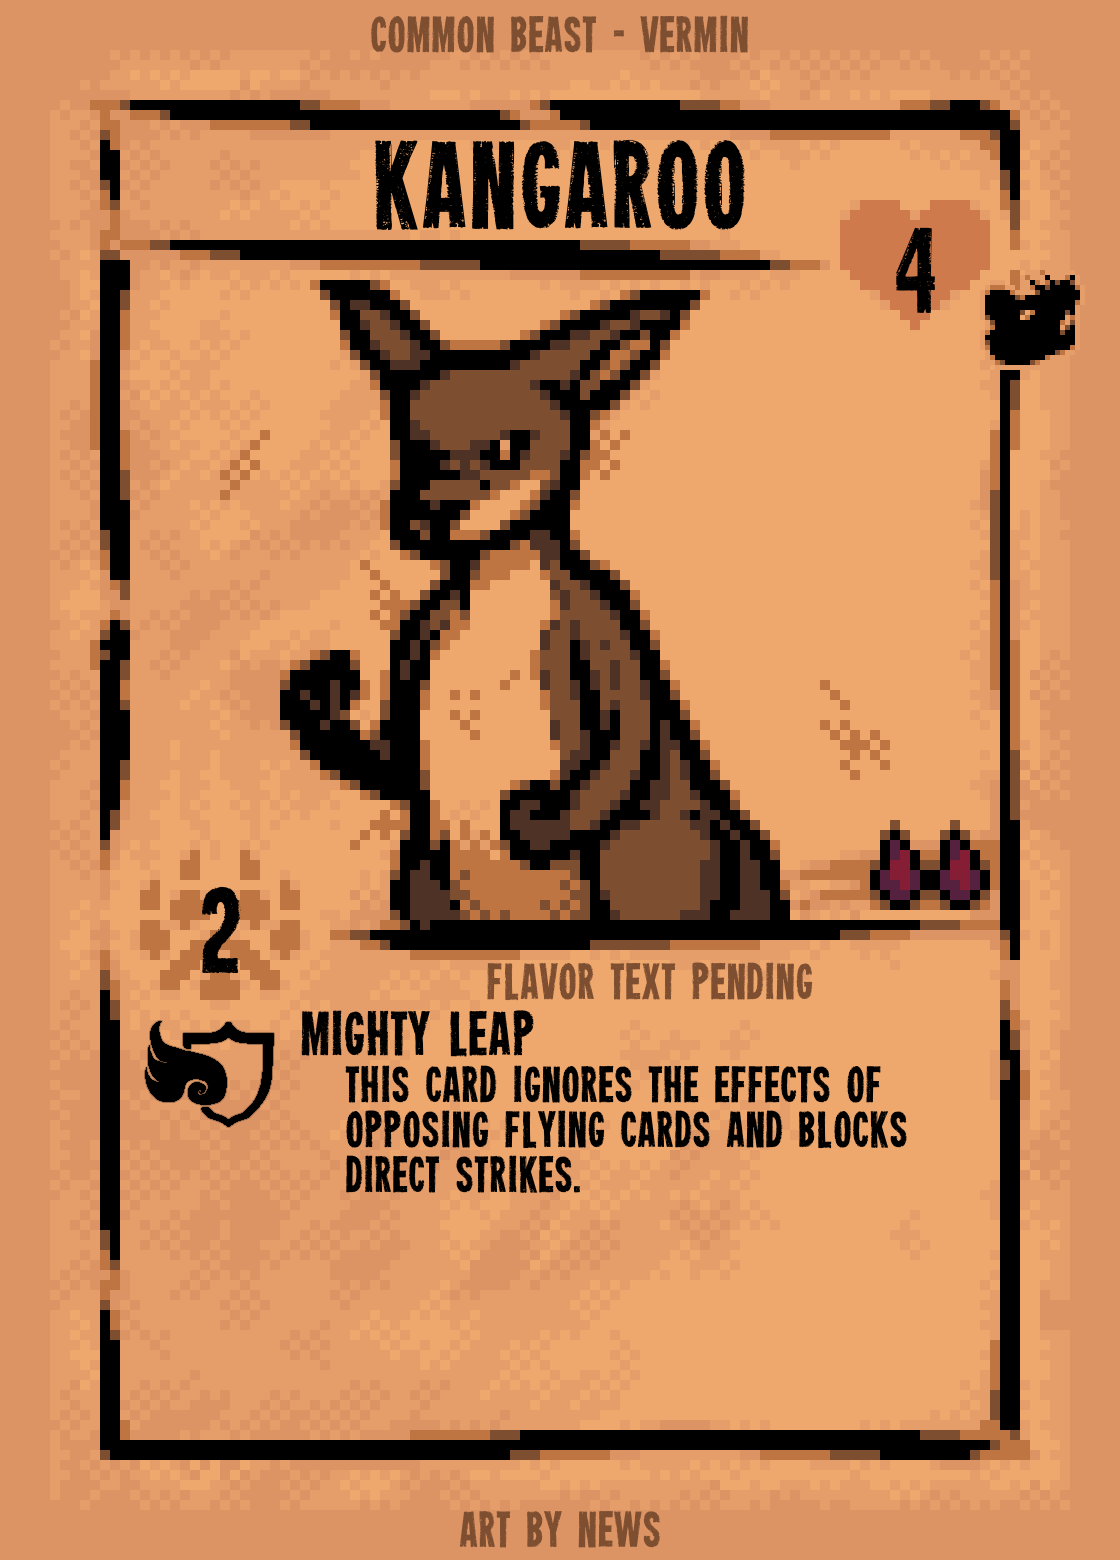 COMMON BEAST - VERMIN
KANGAROO
4
2
FLAVOR TEXT PENDING
MIGHTY LEAP
THIS CARD IGNORES THE EFFECTS OF
OPPOSING FLYING CARDS AND BLOCKS
DIRECT STRIKES.
ART BY NEWS